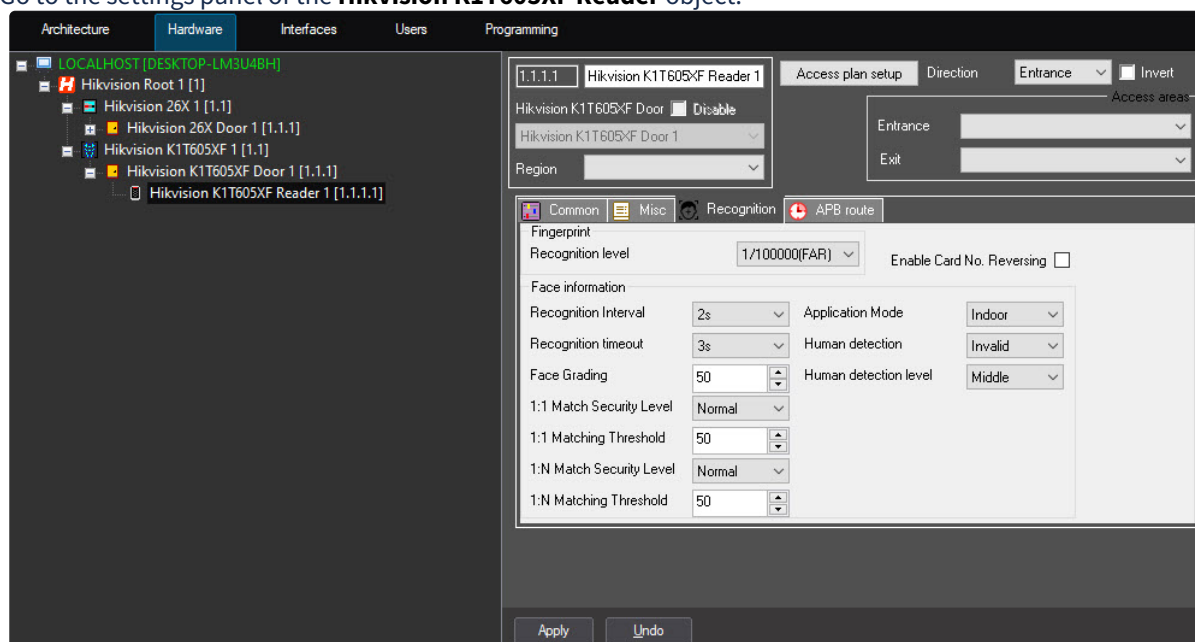 Go to the settings panel of the Hikvision K1T605XF Reader object.
Architecture Hardware Interfaces Users Programming
LOCALHOST [DESKTOP-LM3U4BH]
Hikvision Root 1 [1]
Hikvision 26X 1 [1.1]
Hikvision 26X Door 1 [1.1.1]
Hikvision K1T605XF 1 [1.1]
Hikvision K1T605XF Door 1 [1.1.1]
Hikvision K1T605XF Reader 1 [1.1.1.1]
1.1.1.1 Hikvision K1T605XF Reader 1 Access plan setup Direction Entrance Invert
Hikvision K1T605XF Door Disable
Hikvision K1T605XF Door 1
Region
Access areas
Entrance
Exit
Common Misc Recognition APB route
Fingerprint
Recognition level 1/100000(FAR) Enable Card No. Reversing
Face information
Recognition Interval 2s Application Mode Indoor
Recognition timeout 3s Human detection Invalid
Face Grading 50 Human detection level Middle
1:1 Match Security Level Normal
1:1 Matching Threshold 50
1:N Match Security Level Normal
1:N Matching Threshold 50
Apply Undo